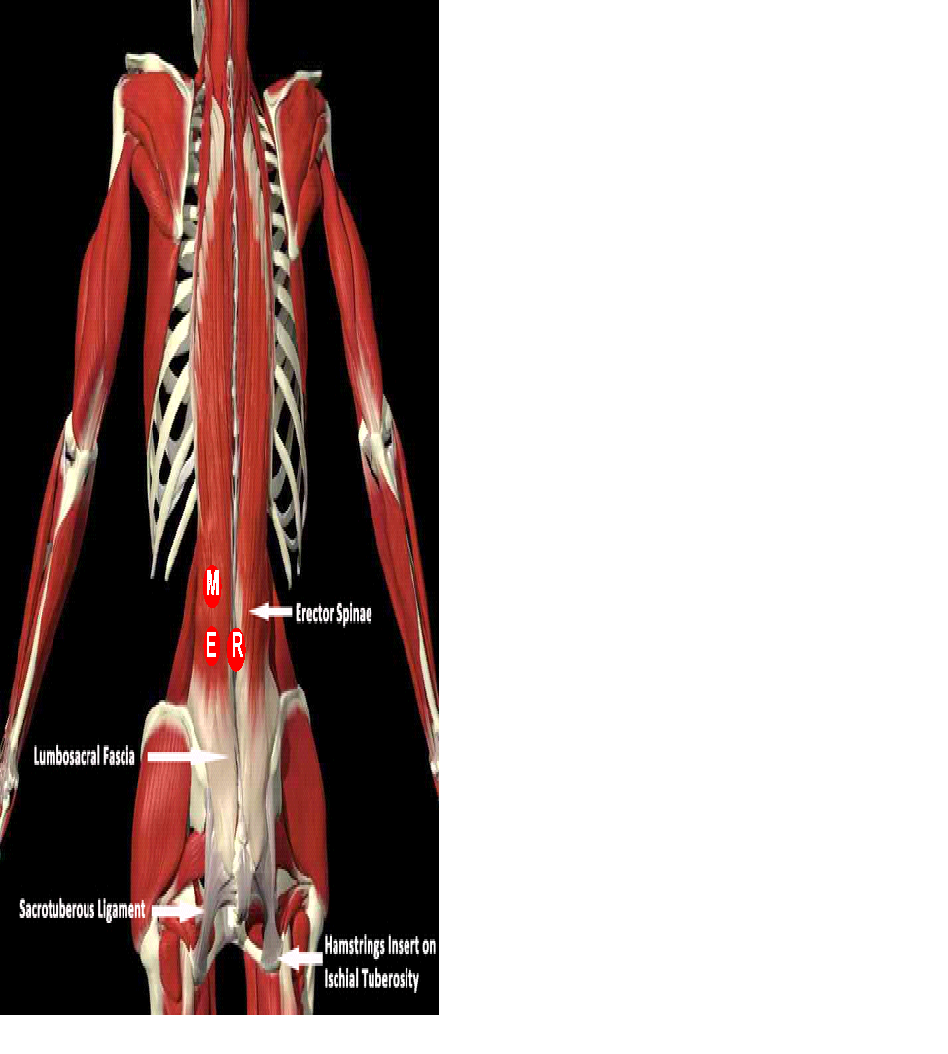 M
Erector Spinae
E R
Lumbosacral Fascia
Sacrotuberous Ligament
Hamstrings Insert on
Ischial Tuberosity